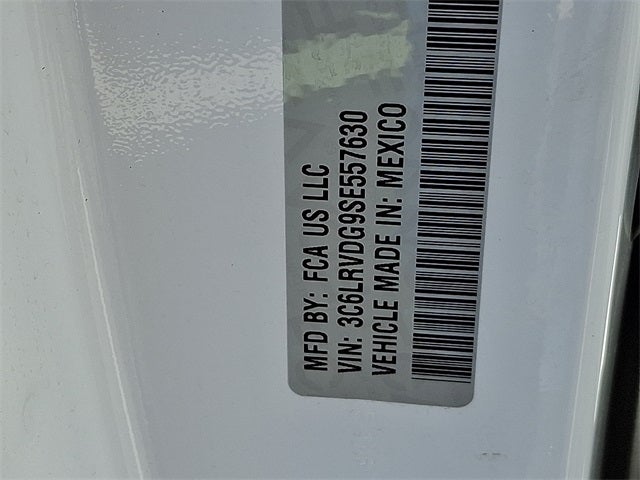 MFD BY: FCA US LLC
VIN: 3C6LRVDG9SE557630
VEHICLE MADE IN: MEXICO